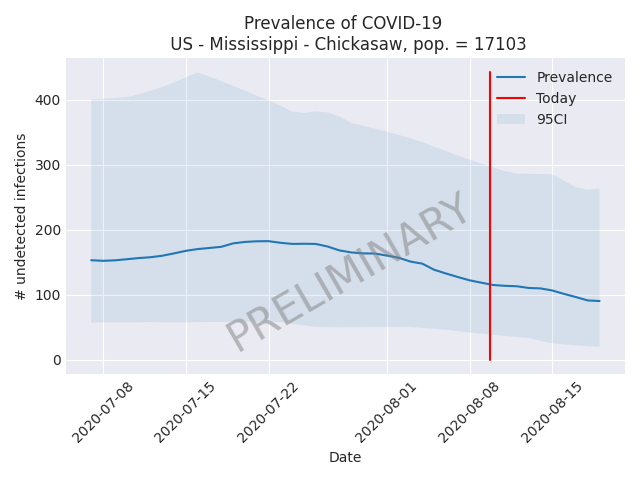 Prevalence of COVID-19
US - Mississippi - Chickasaw, pop. = 17103
Prevalence
Today
95CI
# undetected infections
400
300
200
100
0
PRELIMINARY
2020-07-08
2020-07-15
2020-07-22
2020-08-01
2020-08-08
2020-08-15
Date